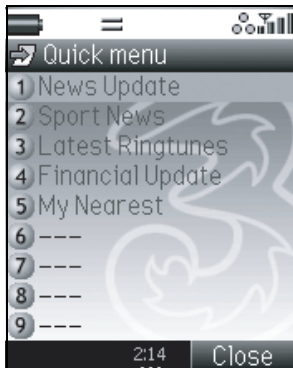 Quick menu
1 News Update
2 Sport News
3 Latest Ringtunes
4 Financial Update
5 My Nearest
6 ---
7 ---
8 ---
9 ---
2:14 Close